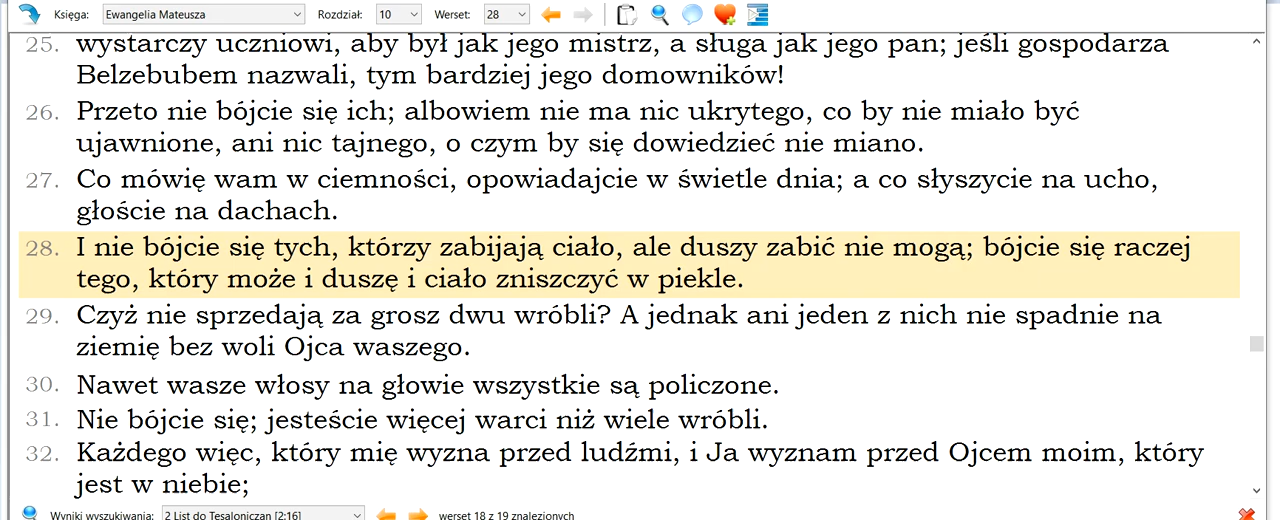 Księga: Ewangelia Mateusza Rozdział: 10 Werset: 28
25. wystarczy uczniowi, aby był jak jego mistrz, a sługa jak jego pan; jeśli gospodarza
Belzebubem nazwali, tym bardziej jego domowników!
26. Przeto nie bójcie się ich; albowiem nie ma nic ukrytego, co by nie miało być
ujawnione, ani nic tajnego, o czym by się dowiedzieć nie miano.
27. Co mówię wam w ciemności, opowiadajcie w świetle dnia; a co słyszycie na ucho,
głoście na dachach.
28. I nie bójcie się tych, którzy zabijają ciało, ale duszy zabić nie mogą; bójcie się raczej
tego, który może i duszę i ciało zniszczyć w piekle.
29. Czyż nie sprzedają za grosz dwu wróbli? A jednak ani jeden z nich nie spadnie na
ziemię bez woli Ojca waszego.
30. Nawet wasze włosy na głowie wszystkie są policzone.
31. Nie bójcie się; jesteście więcej warci niż wiele wróbli.
32. Każdego więc, który mię wyzna przed ludźmi, i Ja wyznam przed Ojcem moim, który
jest w niebie;
Wyniki wyszukiwania: 2 List do Tesaloniczan [2:16] werset 18 z 19 znalezionych